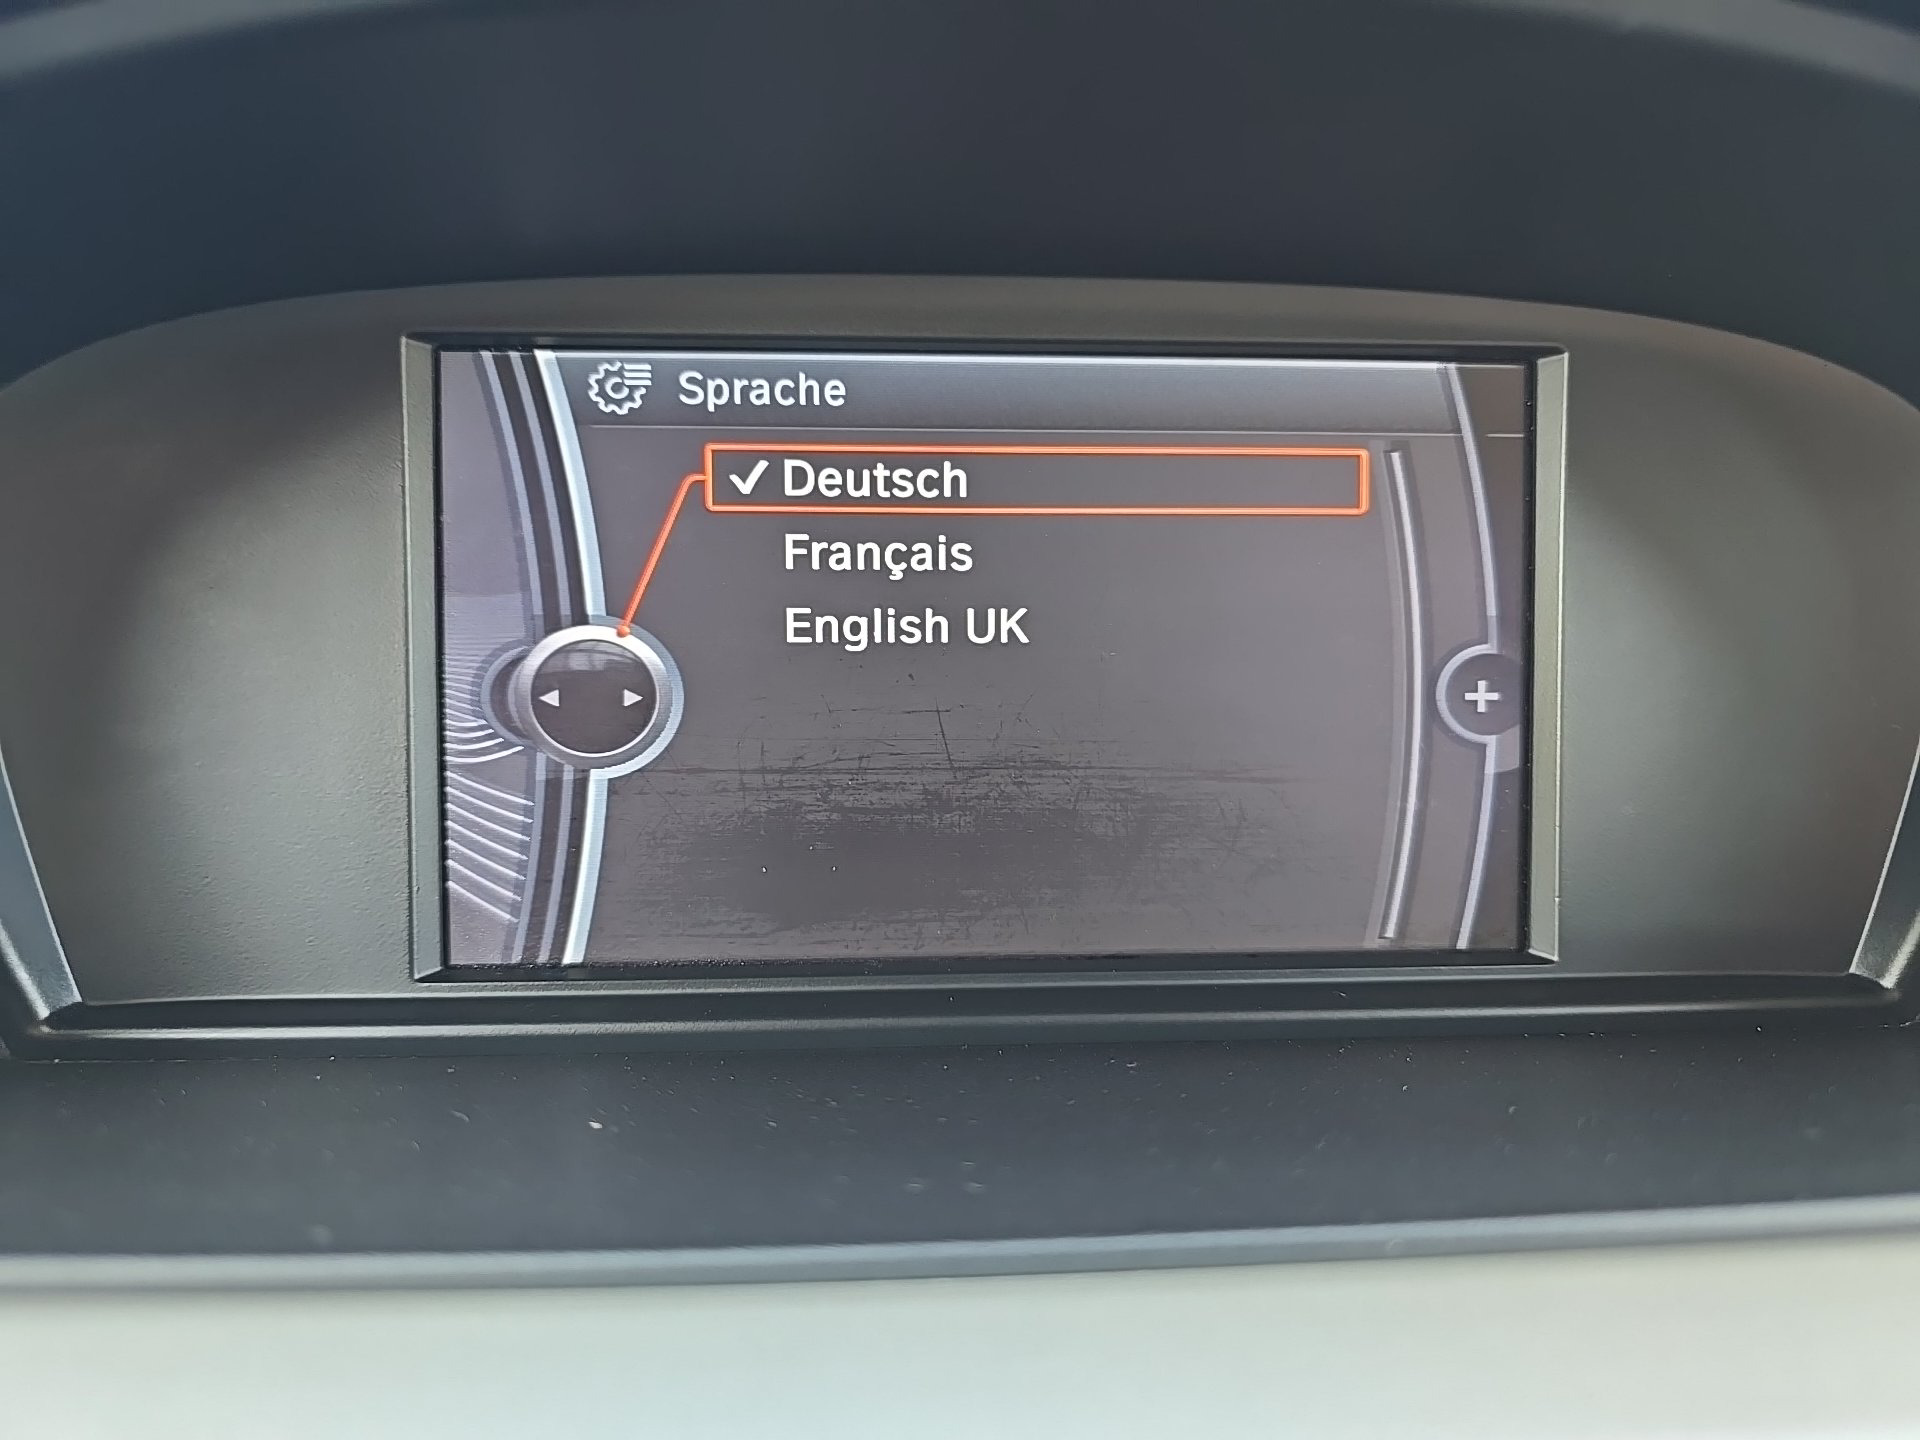 Sprache
✓ Deutsch
Français
English UK